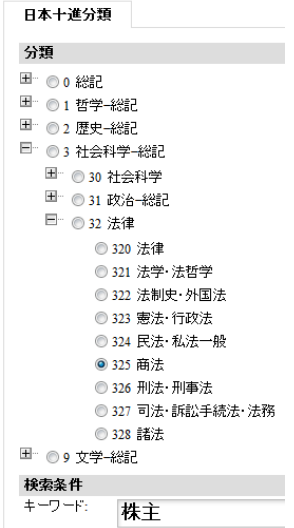 日本十進分類
分類
0 総記
1 哲学-総記
2 歴史-総記
3 社会科学-総記
30 社会科学
31 政治-総記
32 法律
320 法律
321 法学・法哲学
322 法制史・外国法
323 憲法・行政法
324 民法・私法一般
325 商法
326 刑法・刑事法
327 司法・訴訟手続法・法務
328 諸法
9 文学-総記
検索条件
キーワード: 株主